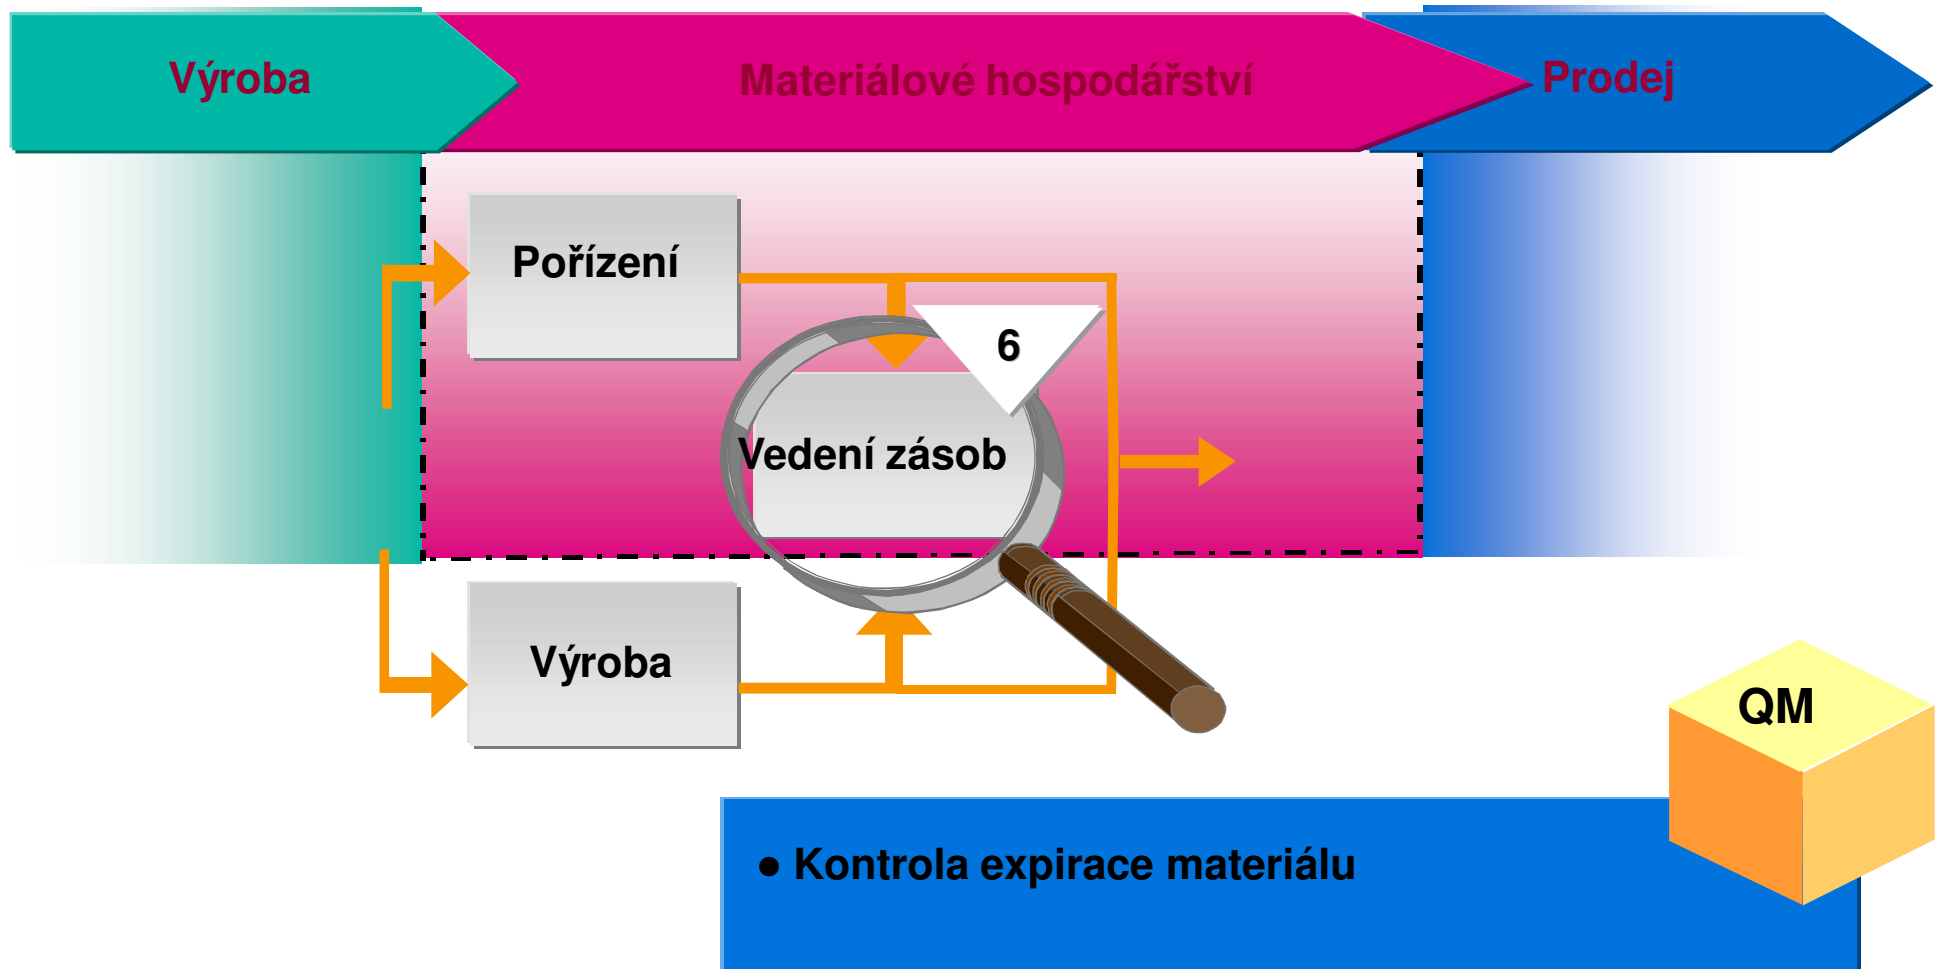 Výroba
Materiálové hospodářství
Prodej
Pořízení
6
Vedení zásob
Výroba
QM
● Kontrola expirace materiálu